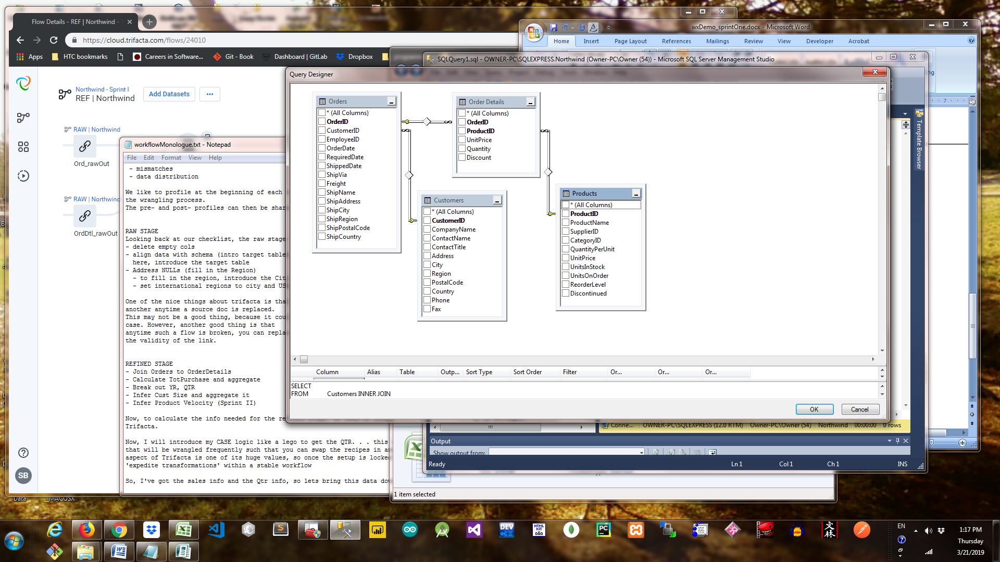 Flow Details - REF | Northwind -
https://cloud.trifacta.com/flows/24010
Apps
HTC bookmarks
Careers in Software...
Git - Book
Dashboard | GitLab
Dropbox
Northwind - Sprint I
REF | Northwind
Add Datasets
...
RAW | Northwind
Ord_rawOut
RAW | Northwind
OrdDtl_rawOut
SB
Data
__MACOSX
workflowMonologue.txt - Notepad
File Edit Format View Help
- mismatches
- data distribution
We like to profile at the beginning of each
the wrangling process.
The pre- and post- profiles can then be shar
RAW STAGE
Looking back at our checklist, the raw stage
- delete empty cols
- align data with schema (intro target table
here, introduce the target table
- Address NULLs (fill in the Region)
- to fill in the region, introduce the Cit
- set international regions to city and US
One of the nice things about trifacta is tha
another anytime a source doc is replaced.
This may not be a good thing, because it cou
case. However, another good thing is that
anytime such a flow is broken, you can repla
the validity of the link.
REFINED STAGE
- Join Orders to OrderDetails
- Calculate TotPurchase and aggregate
- Break out YR, QTR
- Infer Cust Size and aggregate it
- Infer Product Velocity (Sprint II)
Now, to calculate the info needed for the re
Trifacta.
Now, I will introduce my CASE logic like a lego to get the QTR. . . this
that will be wrangled frequently such that you can swap the recipes in an
aspect of Trifacta is one of its huge values, so once the setup is locked
'expedite transformations' within a stable workflow
So, I've got the sales info and the Qtr info, so lets bring this data dow
wxDemo_sprintOne.docx - Microsoft Word
Home Insert Page Layout References Mailings Review View Developer Acrobat
SQLQuery1.sql - OWNER-PC\SQLEXPRESS.Northwind (Owner-PC\Owner (54)) - Microsoft SQL Server Management Studio
Template Browser
Query Designer
Orders
* (All Columns)
OrderID
CustomerID
EmployeeID
OrderDate
RequiredDate
ShippedDate
ShipVia
Freight
ShipName
ShipAddress
ShipCity
ShipRegion
ShipPostalCode
ShipCountry
Order Details
* (All Columns)
OrderID
ProductID
UnitPrice
Quantity
Discount
Customers
* (All Columns)
CustomerID
CompanyName
ContactName
ContactTitle
Address
City
Region
PostalCode
Country
Phone
Fax
Products
* (All Columns)
ProductID
ProductName
SupplierID
CategoryID
QuantityPerUnit
UnitPrice
UnitsInStock
UnitsOnOrder
ReorderLevel
Discontinued
Column Alias Table Outp... Sort Type Sort Order Filter Or... Or... Or...
SELECT
FROM Customers INNER JOIN
OK Cancel
Conne... OWNER-PC\SQLEXPRESS (12.0 RTM) Owner-PC\Owner (54) Northwind 00:00:00 0 rows
Output
Show output from:
Ready Ln 1 Col 1 Ch 1 INS
1 item selected
DEV C++
HTML KIT
PC
文林
EN
1:17 PM
Thursday
3/21/2019